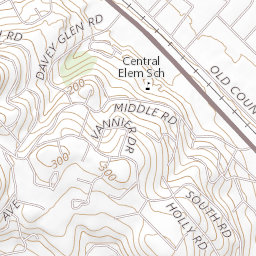 DAVEY GLEN RD
RD
Central
Elem Sch
OLD COUN
200
MIDDLE RD
VANNIER DR
300
300
AVE
SOUTH RD
HOLLY RD